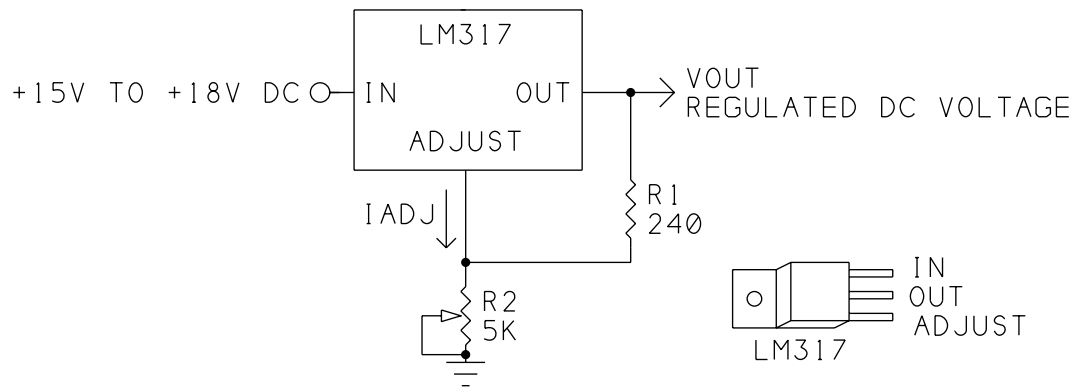 LM317
+15V TO +18V DC
IN
OUT
VOUT
REGULATED DC VOLTAGE
ADJUST
IADJ
R1
240
R2
5K
IN
OUT
ADJUST
LM317